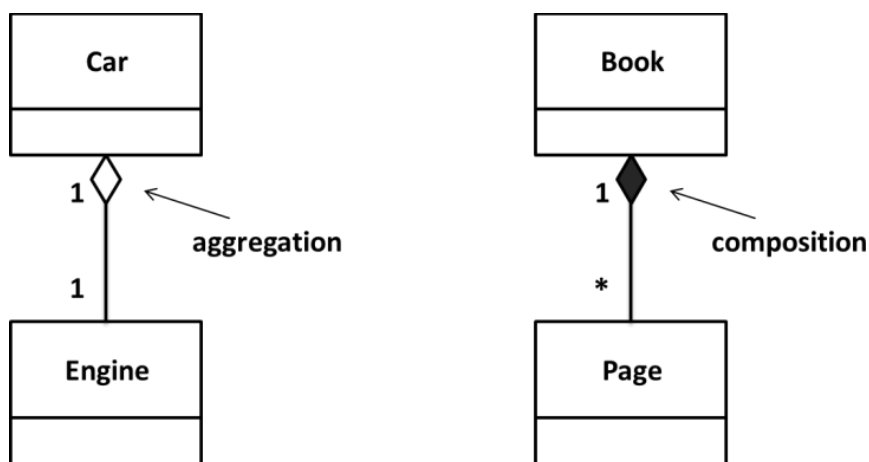 Car
1
aggregation
1
Engine
Book
1
composition
*
Page